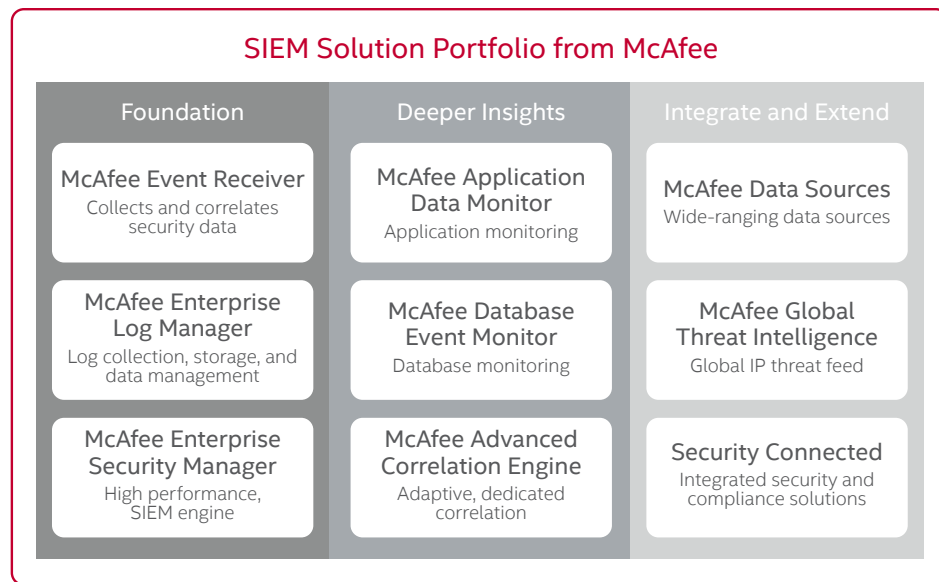 SIEM Solution Portfolio from McAfee
Foundation
McAfee Event Receiver
Collects and correlates
security data
McAfee Enterprise
Log Manager
Log collection, storage, and
data management
McAfee Enterprise
Security Manager
High performance,
SIEM engine
Deeper Insights
McAfee Application
Data Monitor
Application monitoring
McAfee Database
Event Monitor
Database monitoring
McAfee Advanced
Correlation Engine
Adaptive, dedicated
correlation
Integrate and Extend
McAfee Data Sources
Wide-ranging data sources
McAfee Global
Threat Intelligence
Global IP threat feed
Security Connected
Integrated security and
compliance solutions